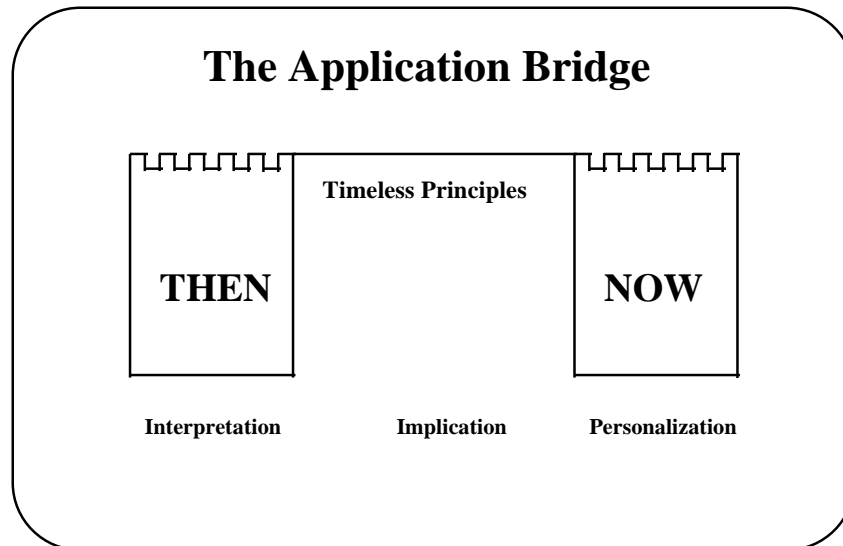 The Application Bridge
Timeless Principles
THEN
NOW
Interpretation
Implication
Personalization